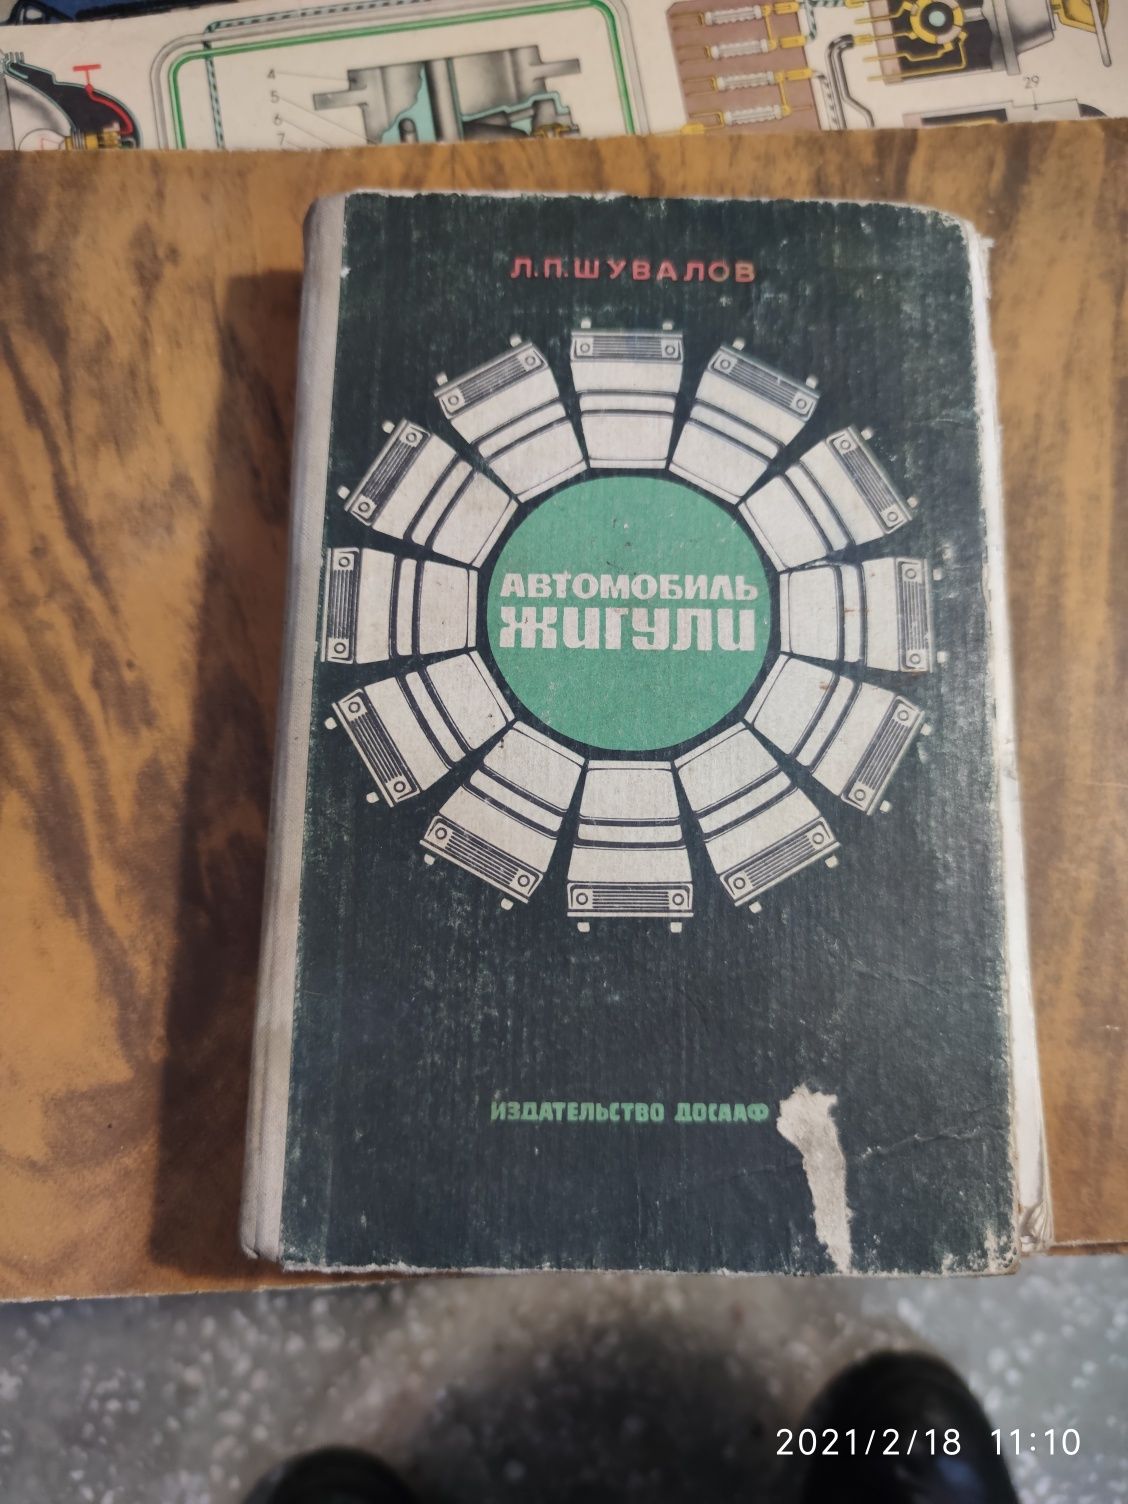 4
5
6
7
29
Л.П.ШУВАЛОВ
АВТОМОБИЛЬ
ЖИГУЛИ
ИЗДАТЕЛЬСТВО ДОСААФ
2021/2/18 11:10